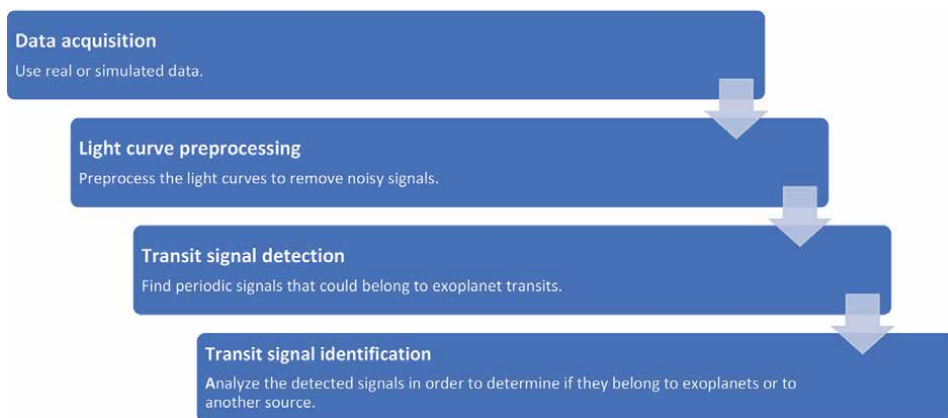 Data acquisition
Use real or simulated data.
Light curve preprocessing
Preprocess the light curves to remove noisy signals.
Transit signal detection
Find periodic signals that could belong to exoplanet transits.
Transit signal identification
Analyze the detected signals in order to determine if they belong to exoplanets or to
another source.